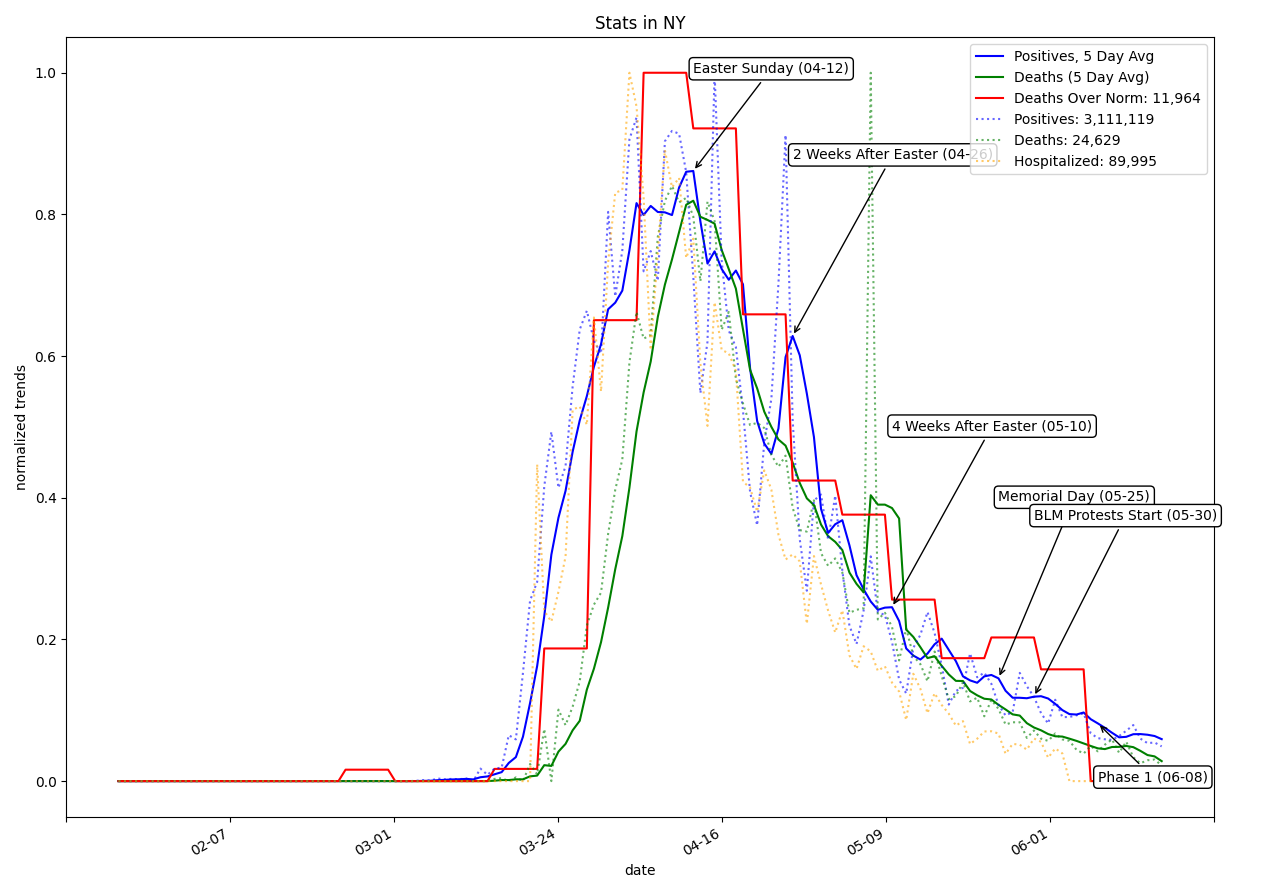 Stats in NY
1.0
0.8
0.6
0.4
0.2
0.0
normalized trends
02-07
03-01
03-24
04-16
05-09
06-01
date
Positives, 5 Day Avg
Deaths (5 Day Avg)
Deaths Over Norm: 11,964
Positives: 3,111,119
Deaths: 24,629
Hospitalized: 89,995
Easter Sunday (04-12)
2 Weeks After Easter (04-26)
4 Weeks After Easter (05-10)
Memorial Day (05-25)
BLM Protests Start (05-30)
Phase 1 (06-08)